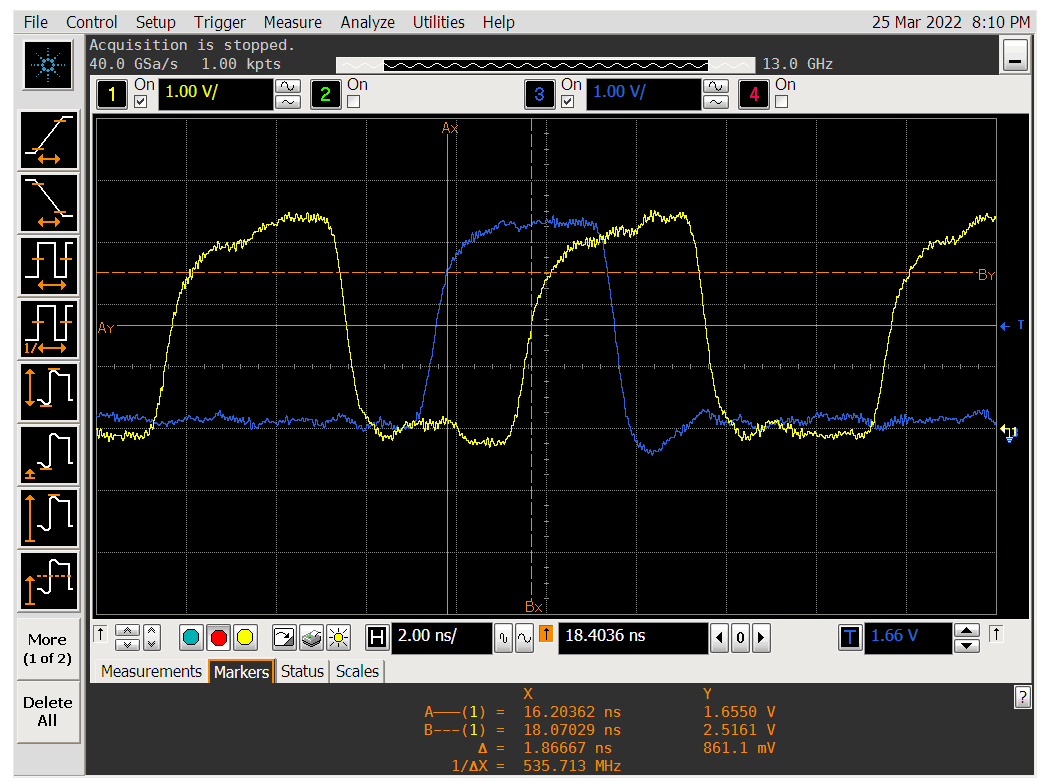 File Control Setup Trigger Measure Analyze Utilities Help 25 Mar 2022 8:10 PM
Acquisition is stopped.
40.0 GSa/s 1.00 kpts 13.0 GHz
1 On 1.00 V/ 2 On 3 On 1.00 V/ 4 On
Ax
By
Ay
T
1/
1
Bx
More
(1 of 2)
Delete
All
H 2.00 ns/ 18.4036 ns 0 T 1.66 V
Measurements Markers Status Scales
?
X Y
A───(1) = 16.20362 ns 1.6550 V
B---(1) = 18.07029 ns 2.5161 V
Δ = 1.86667 ns 861.1 mV
1/ΔX = 535.713 MHz